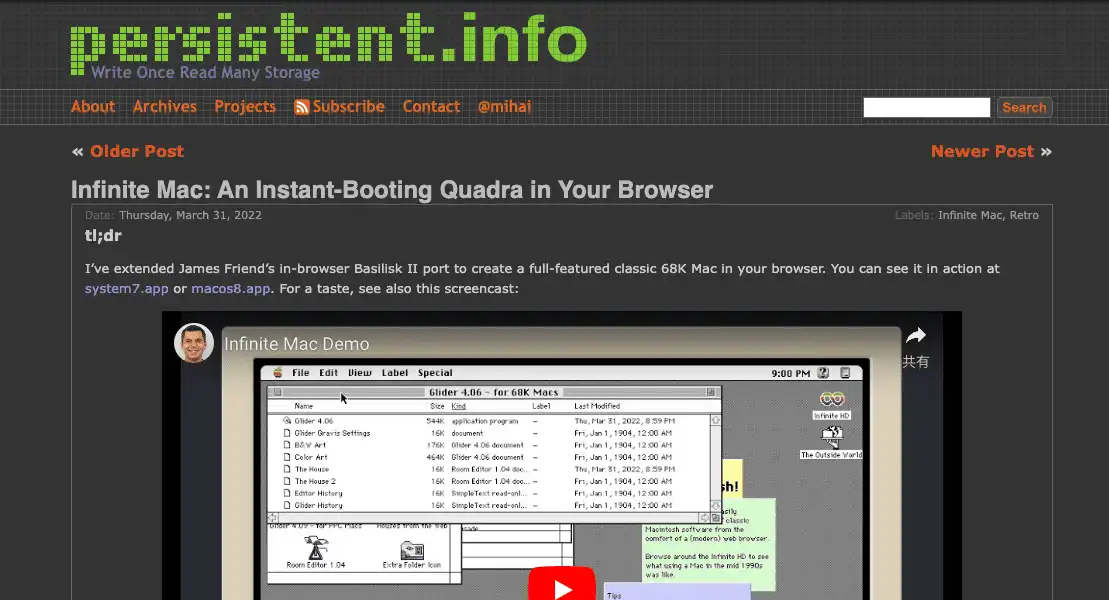 persistent.info
Write Once Read Many Storage
About Archives Projects Subscribe Contact @mihai
Search
« Older Post
Newer Post »
Infinite Mac: An Instant-Booting Quadra in Your Browser
Date: Thursday, March 31, 2022
Labels: Infinite Mac, Retro
tl;dr
I've extended James Friend's in-browser Basilisk II port to create a full-featured classic 68K Mac in your browser. You can see it in action at
system7.app or macos8.app. For a taste, see also this screencast:
Infinite Mac Demo
共有
File Edit View Label Special
9:00 PM
Glider 4.06 - for 68K Macs
Name Size Kind Label Last Modified
Glider 4.06 544K application program – Thu, Mar 31, 2022, 8:59 PM
Glider Gravis Settings 16K document – Fri, Jan 1, 1904, 12:00 AM
B&W Art 176K Glider 4.06 document – Fri, Jan 1, 1904, 12:00 AM
Color Art 464K Glider 4.06 document – Fri, Jan 1, 1904, 12:00 AM
The House 16K Room Editor 1.04 doc... – Thu, Mar 31, 2022, 8:59 PM
The House 2 16K Room Editor 1.04 doc... – Fri, Jan 1, 1904, 12:00 AM
Editor History 16K SimpleText read-onl... – Fri, Jan 1, 1904, 12:00 AM
Glider History 16K SimpleText read-onl... – Fri, Jan 1, 1904, 12:00 AM
Infinite HD
The Outside World
sh!
classic
Macintosh software from the
comfort of a (modern) web browser.
Browse around the Infinite HD to see
what using a Mac in the mid 1990s
was like.
Glider 4.09 - for PPC Macs
Houses from the Web
Room Editor 1.04
Extra Folder Icon
Tips